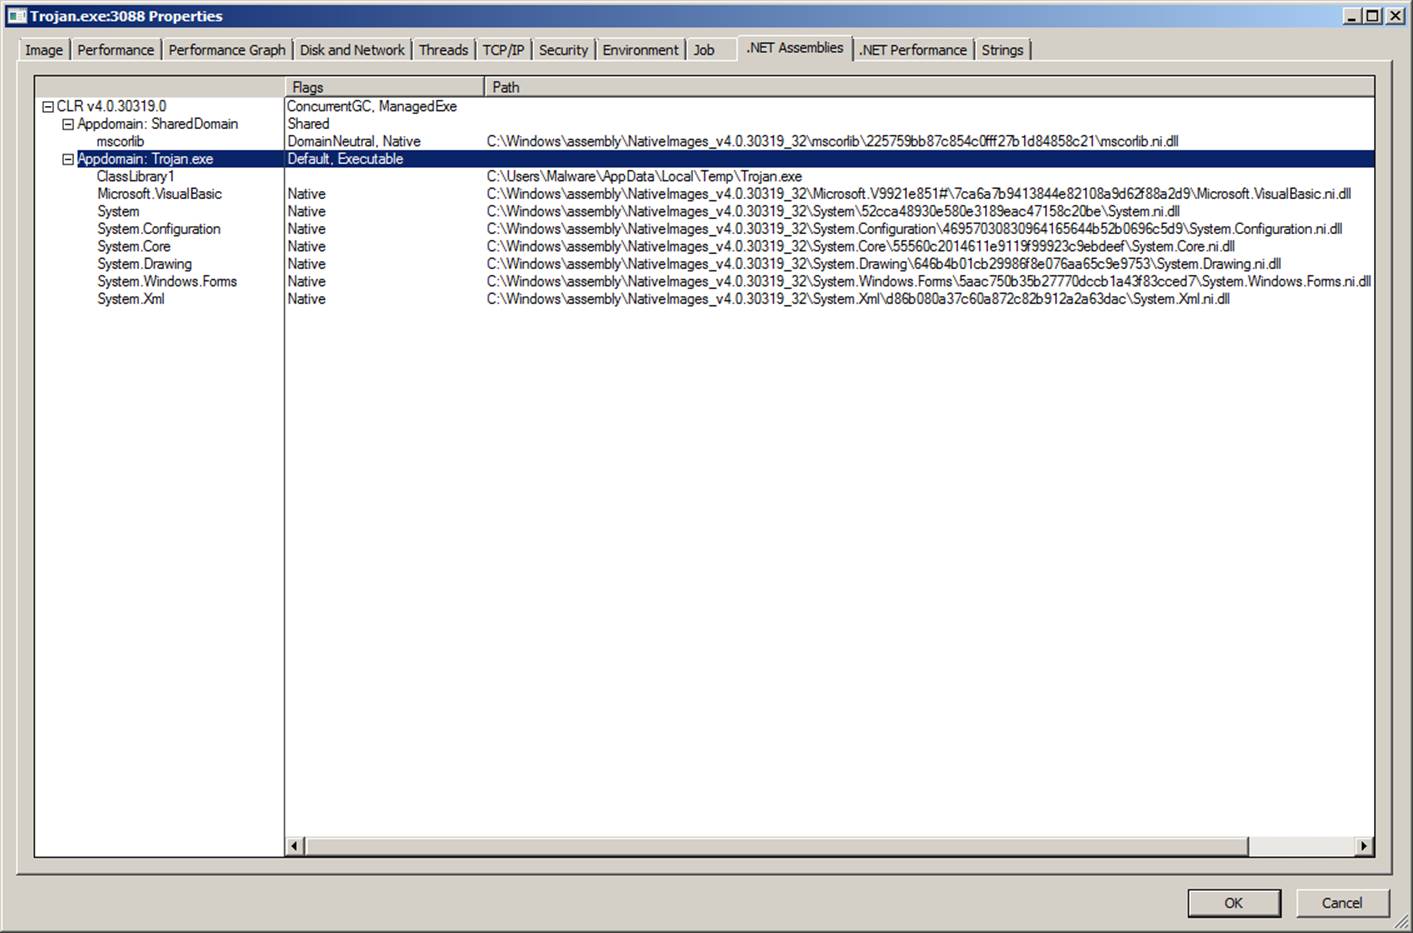 Trojan.exe:3088 Properties
Image Performance Performance Graph Disk and Network Threads TCP/IP Security Environment Job .NET Assemblies .NET Performance Strings
Flags Path
CLR v4.0.30319.0 ConcurrentGC, ManagedExe
Appdomain: SharedDomain Shared
mscorlib DomainNeutral, Native C:\Windows\assembly\NativeImages_v4.0.30319_32\mscorlib\225759bb87c854c0fff27b1d84858c21\mscorlib.ni.dll
Appdomain: Trojan.exe Default, Executable
ClassLibrary1 C:\Users\Malware\AppData\Local\Temp\Trojan.exe
Microsoft.VisualBasic Native C:\Windows\assembly\NativeImages_v4.0.30319_32\Microsoft.V9921e851#\7ca6a7b9413844e82108a9d62f88a2d9\Microsoft.VisualBasic.ni.dll
System Native C:\Windows\assembly\NativeImages_v4.0.30319_32\System\52cca48930e580e3189eac47158c20be\System.ni.dll
System.Configuration Native C:\Windows\assembly\NativeImages_v4.0.30319_32\System.Configuration\46957030830964165644b52b0696c5d9\System.Configuration.ni.dll
System.Core Native C:\Windows\assembly\NativeImages_v4.0.30319_32\System.Core\55560c2014611e9119f99923c9ebdeef\System.Core.ni.dll
System.Drawing Native C:\Windows\assembly\NativeImages_v4.0.30319_32\System.Drawing\646b4b01cb29986f8e076aa65c9e9753\System.Drawing.ni.dll
System.Windows.Forms Native C:\Windows\assembly\NativeImages_v4.0.30319_32\System.Windows.Forms\5aac750b35b27770dccb1a43f83cced7\System.Windows.Forms.ni.dll
System.Xml Native C:\Windows\assembly\NativeImages_v4.0.30319_32\System.Xml\d86b080a37c60a872c82b912a2a63dac\System.Xml.ni.dll
OK Cancel